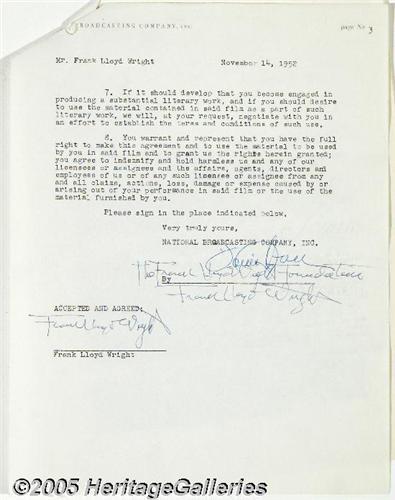 BROADCASTING COMPANY, INC.
page No. 3
Mr. Frank Lloyd Wright November 14, 1952
7. If it should develop that you become engaged in
producing a substantial literary work, and if you should desire
to use the material contained in said film as a part of such
literary work, we will, at your request, negotiate with you in
an effort to establish the terms and conditions of such use.
8. You warrant and represent that you have the full
right to make this agreement and to use the material to be used
by you in said film and to grant us the rights herein granted;
you agree to indemnify and hold harmless us and any of our
licensees or assignees and the affairs, agents, directors and
employees of us or of any such licensee or assignee from any
and all claims, actions, loss, damage or expense caused by or
arising out of your performance in said film or the use of the
material furnished by you.
Please sign in the place indicated below.
Very truly yours,
NATIONAL BROADCASTING COMPANY, INC.
The Frank Lloyd Wright Foundation
By
Frank Lloyd Wright
ACCEPTED AND AGREED:
Frank Lloyd Wright
Frank Lloyd Wright
©2005 HeritageGalleries